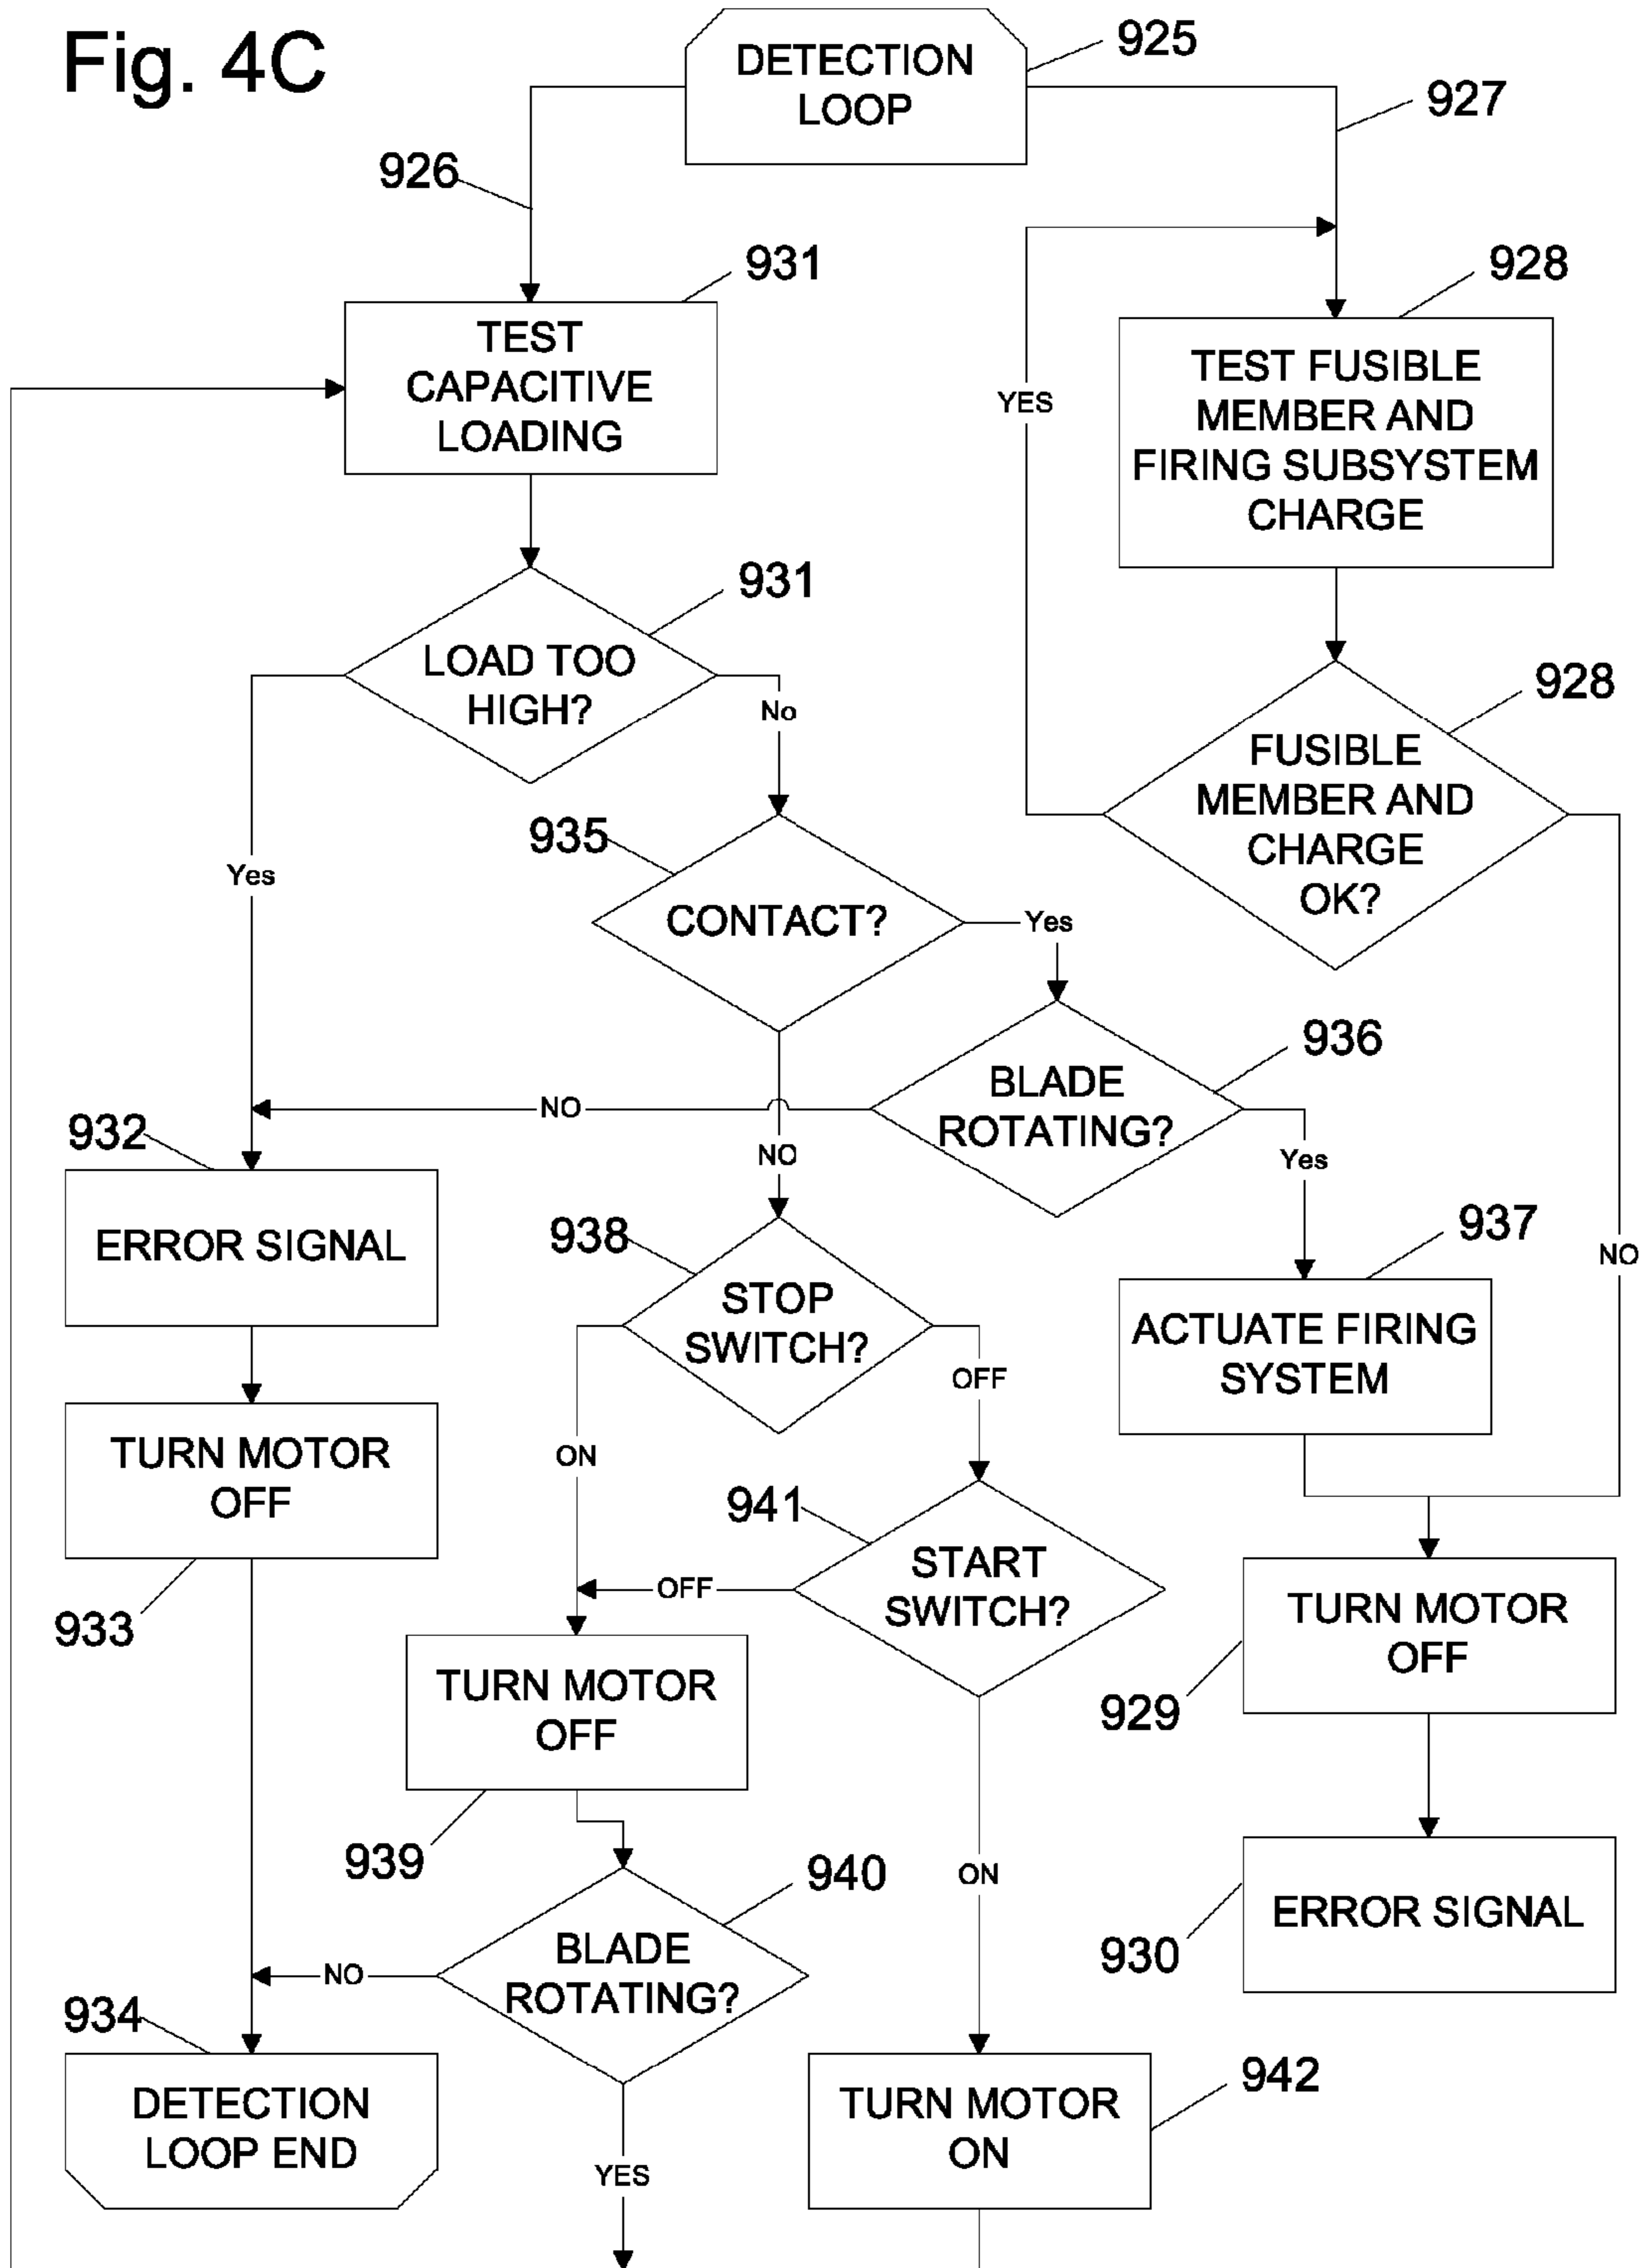 Fig. 4C
DETECTION
LOOP
925
927
926
931
928
TEST
CAPACITIVE
LOADING
YES
TEST FUSIBLE
MEMBER AND
FIRING SUBSYSTEM
CHARGE
931
LOAD TOO
HIGH?
No
928
FUSIBLE
MEMBER AND
CHARGE
OK?
935
Yes
CONTACT?
Yes
936
BLADE
ROTATING?
NO
932
NO
Yes
ERROR SIGNAL
938
937
NO
STOP
SWITCH?
ACTUATE FIRING
SYSTEM
OFF
ON
TURN MOTOR
OFF
941
START
SWITCH?
OFF
933
TURN MOTOR
OFF
TURN MOTOR
OFF
929
939
940
ON
ERROR SIGNAL
930
BLADE
ROTATING?
NO
934
DETECTION
LOOP END
YES
TURN MOTOR
ON
942